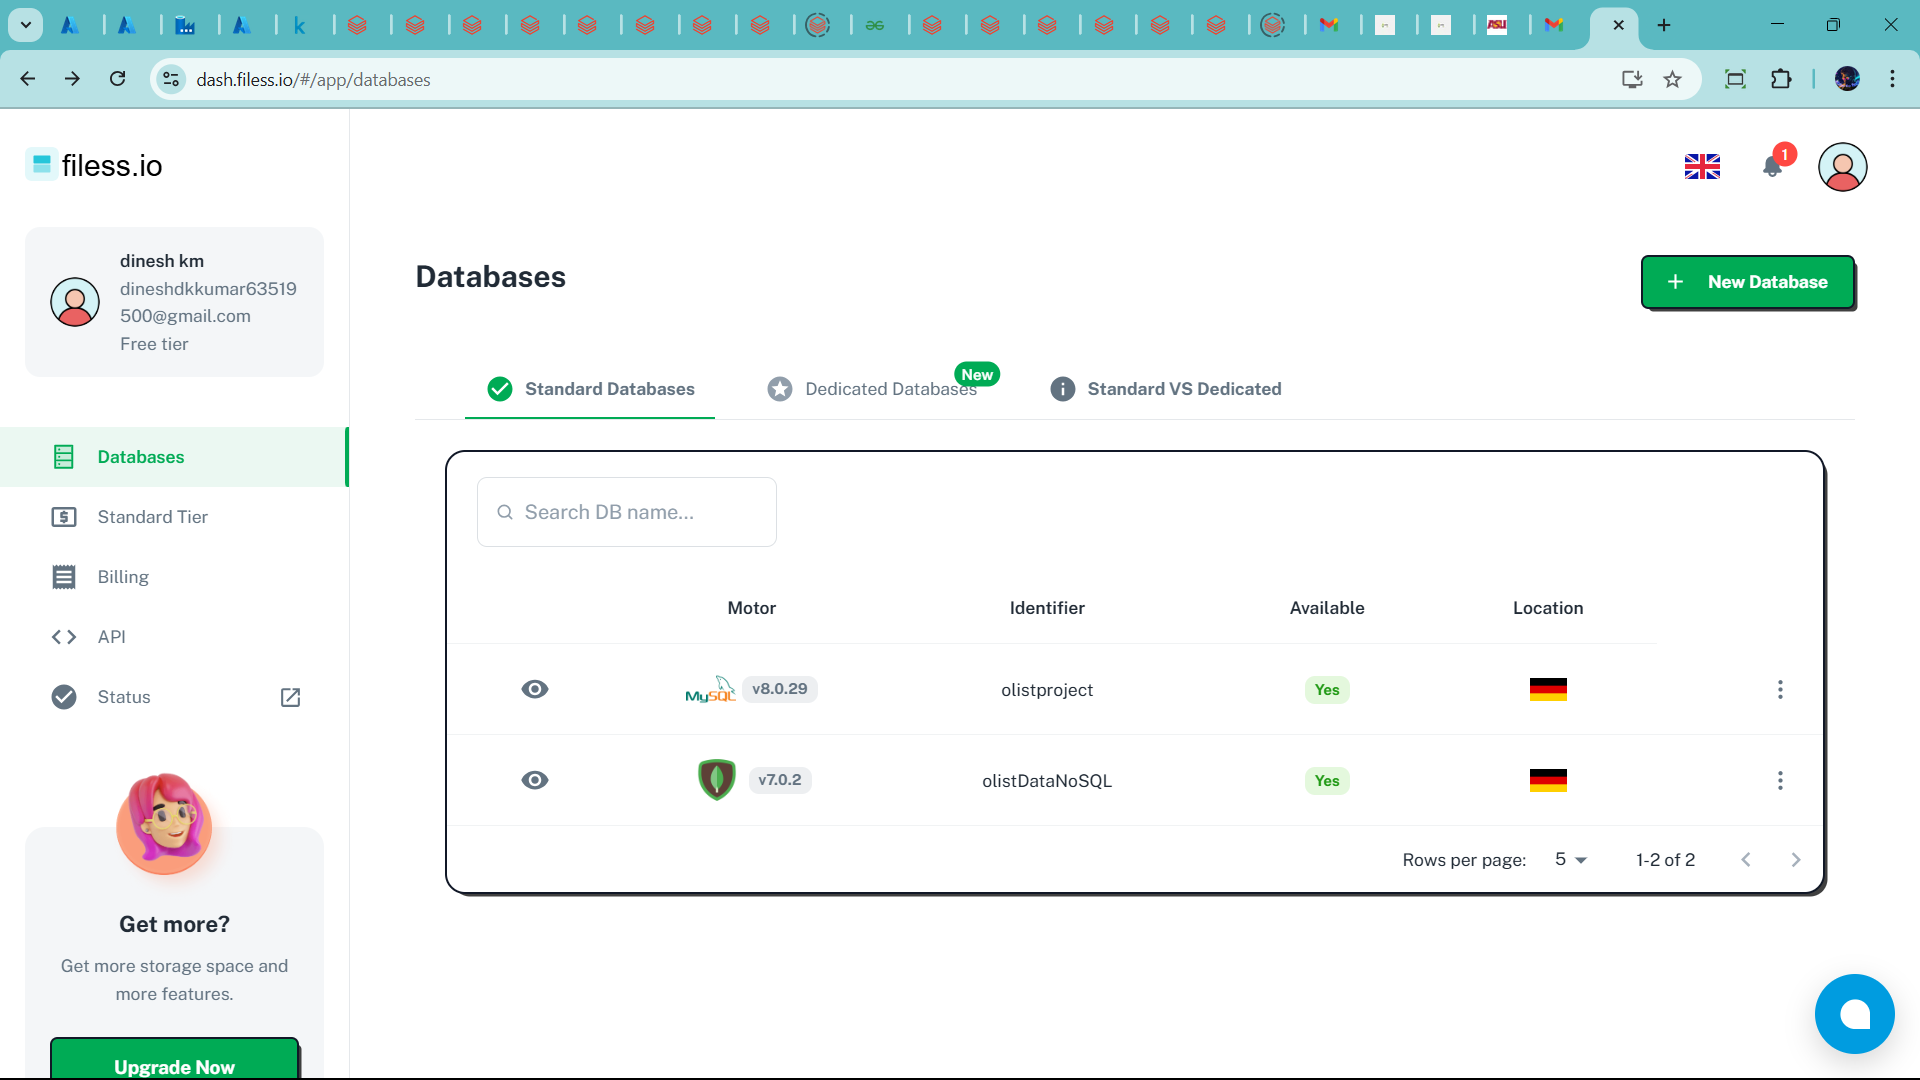 dash.filess.io/#/app/databases
filess.io
1
dinesh km
dineshdkkumar63519
500@gmail.com
Free tier
Databases
New Database
Standard Databases
Dedicated Databases
New
Standard VS Dedicated
Databases
Standard Tier
Billing
API
Status
Search DB name...
Motor Identifier Available Location
MySQL v8.0.29 olistproject Yes
v7.0.2 olistDataNoSQL Yes
Rows per page: 5 1-2 of 2
Get more?
Get more storage space and
more features.
Upgrade Now